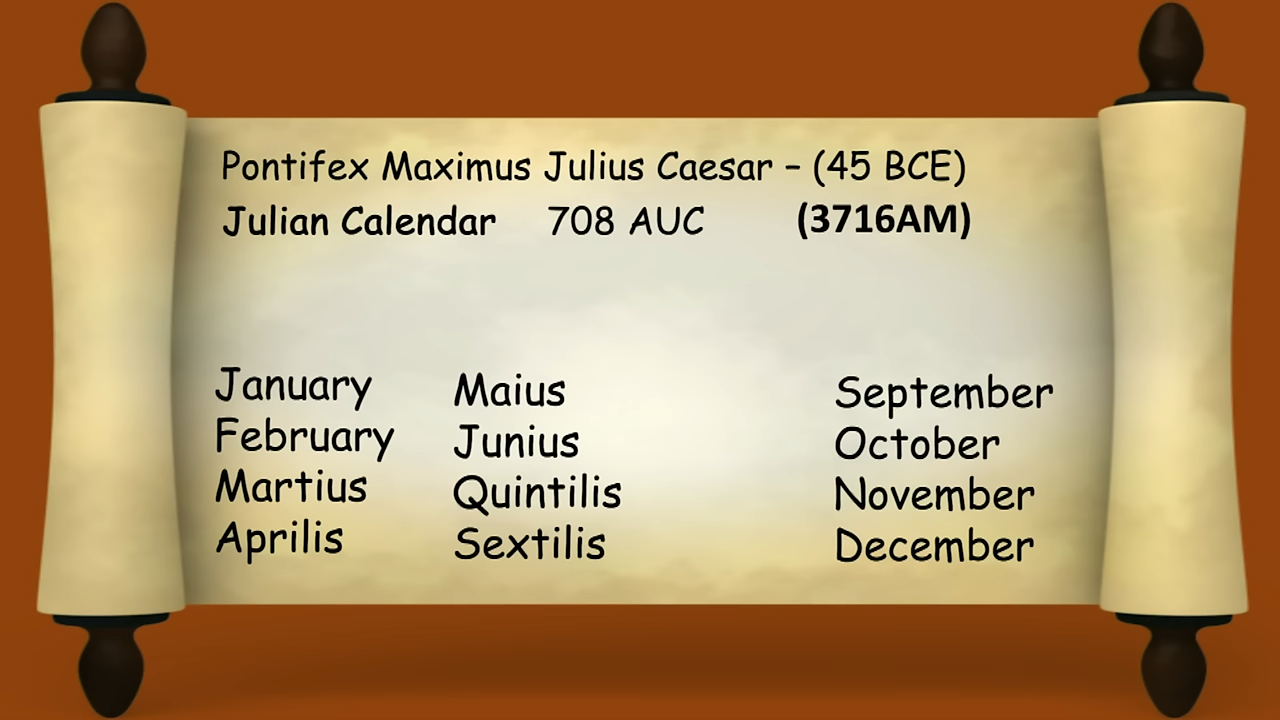 Pontifex Maximus Julius Caesar – (45 BCE)
Julian Calendar 708 AUC (3716AM)
January
February
Martius
Aprilis
Maius
Junius
Quintilis
Sextilis
September
October
November
December